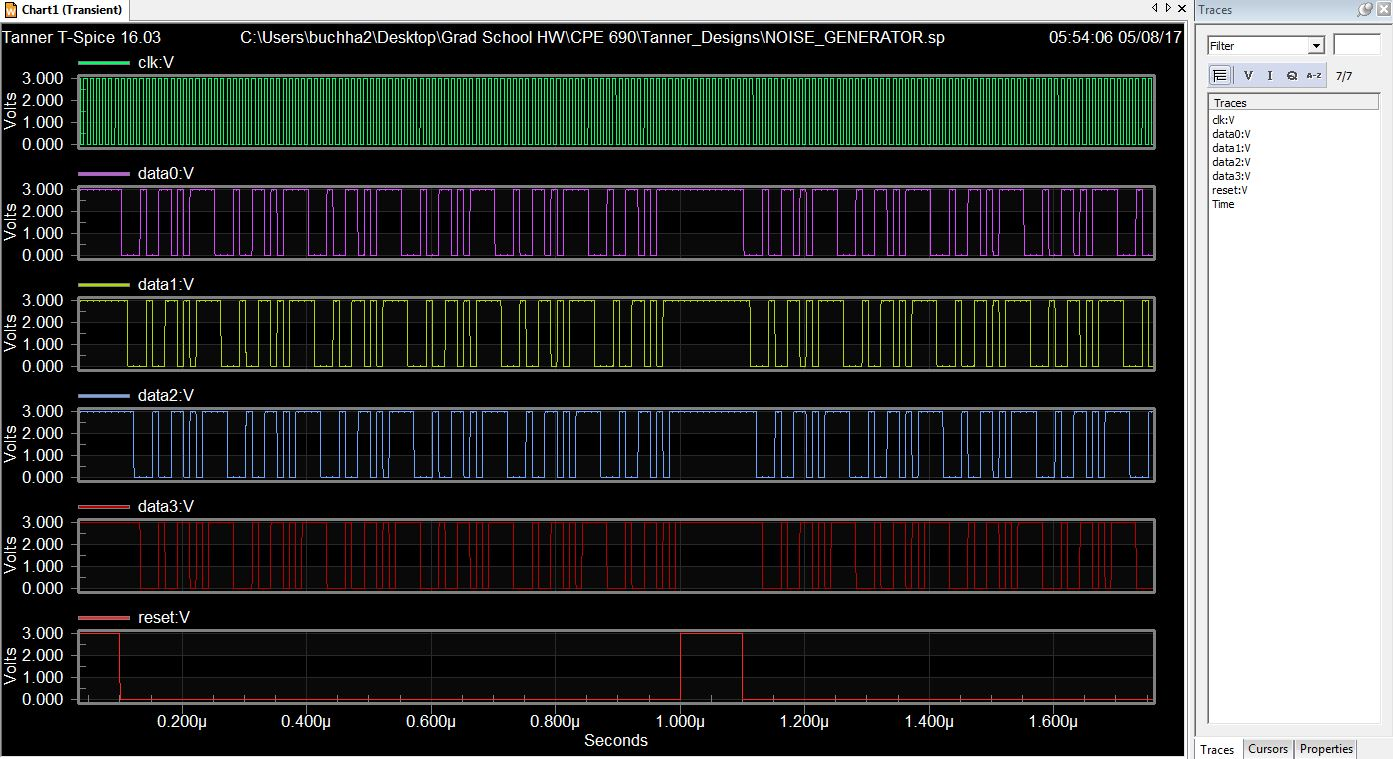 Chart1 (Transient)
Traces
Tanner T-Spice 16.03 C:\Users\buchha2\Desktop\Grad School HW\CPE 690\Tanner_Designs\NOISE_GENERATOR.sp 05:54:06 05/08/17
Filter
V I Q A-Z 7/7
Traces
clk:V
data0:V
data1:V
data2:V
data3:V
reset:V
Time
clk:V
3.000
2.000
1.000
0.000
Volts
data0:V
3.000
2.000
1.000
0.000
Volts
data1:V
3.000
2.000
1.000
0.000
Volts
data2:V
3.000
2.000
1.000
0.000
Volts
data3:V
3.000
2.000
1.000
0.000
Volts
reset:V
3.000
2.000
1.000
0.000
Volts
0.200µ 0.400µ 0.600µ 0.800µ 1.000µ 1.200µ 1.400µ 1.600µ
Seconds
Traces Cursors Properties